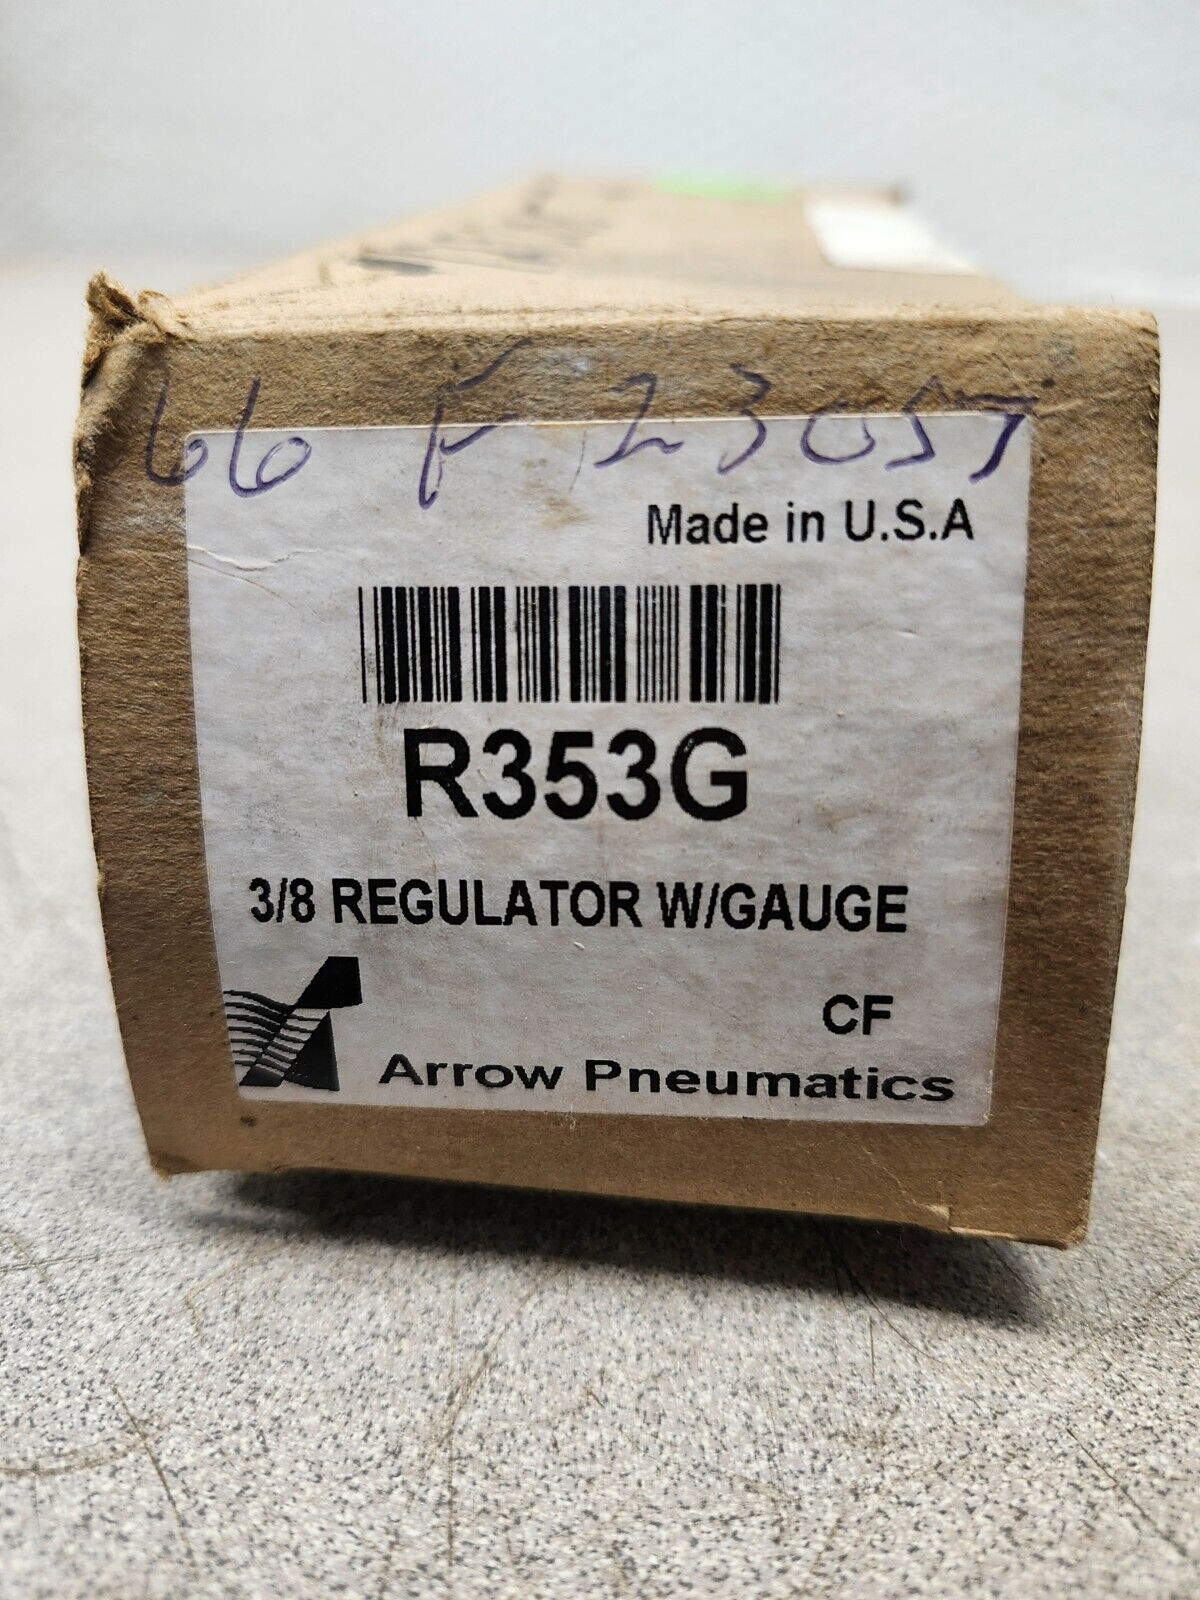 66 F 23057
Made in U.S.A
R353G
3/8 REGULATOR W/GAUGE
CF
Arrow Pneumatics